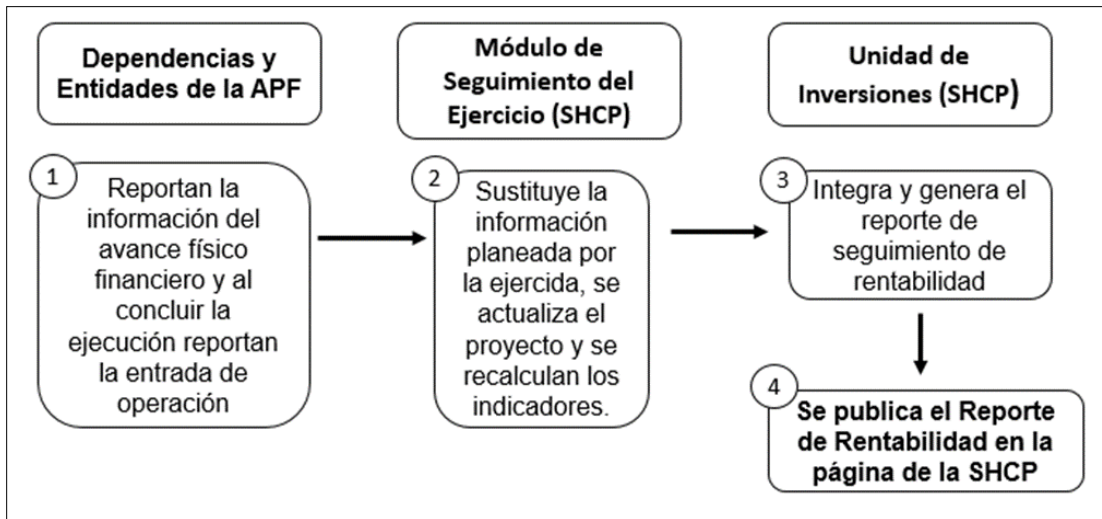 Dependencias y
Entidades de la APF
Módulo de
Seguimiento del
Ejercicio (SHCP)
Unidad de
Inversiones (SHCP)
1
Reportan la
información del
avance físico
financiero y al
concluir la
ejecución reportan
la entrada de
operación
2
Sustituye la
información
planeada por
la ejercida, se
actualiza el
proyecto y se
recalculan los
indicadores.
3
Integra y genera el
reporte de
seguimiento de
rentabilidad
4
Se publica el Reporte
de Rentabilidad en la
página de la SHCP